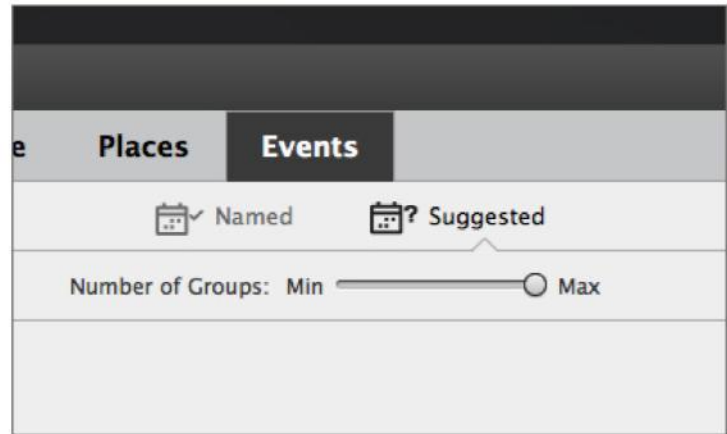 e Places Events
Named ? Suggested
Number of Groups: Min Max